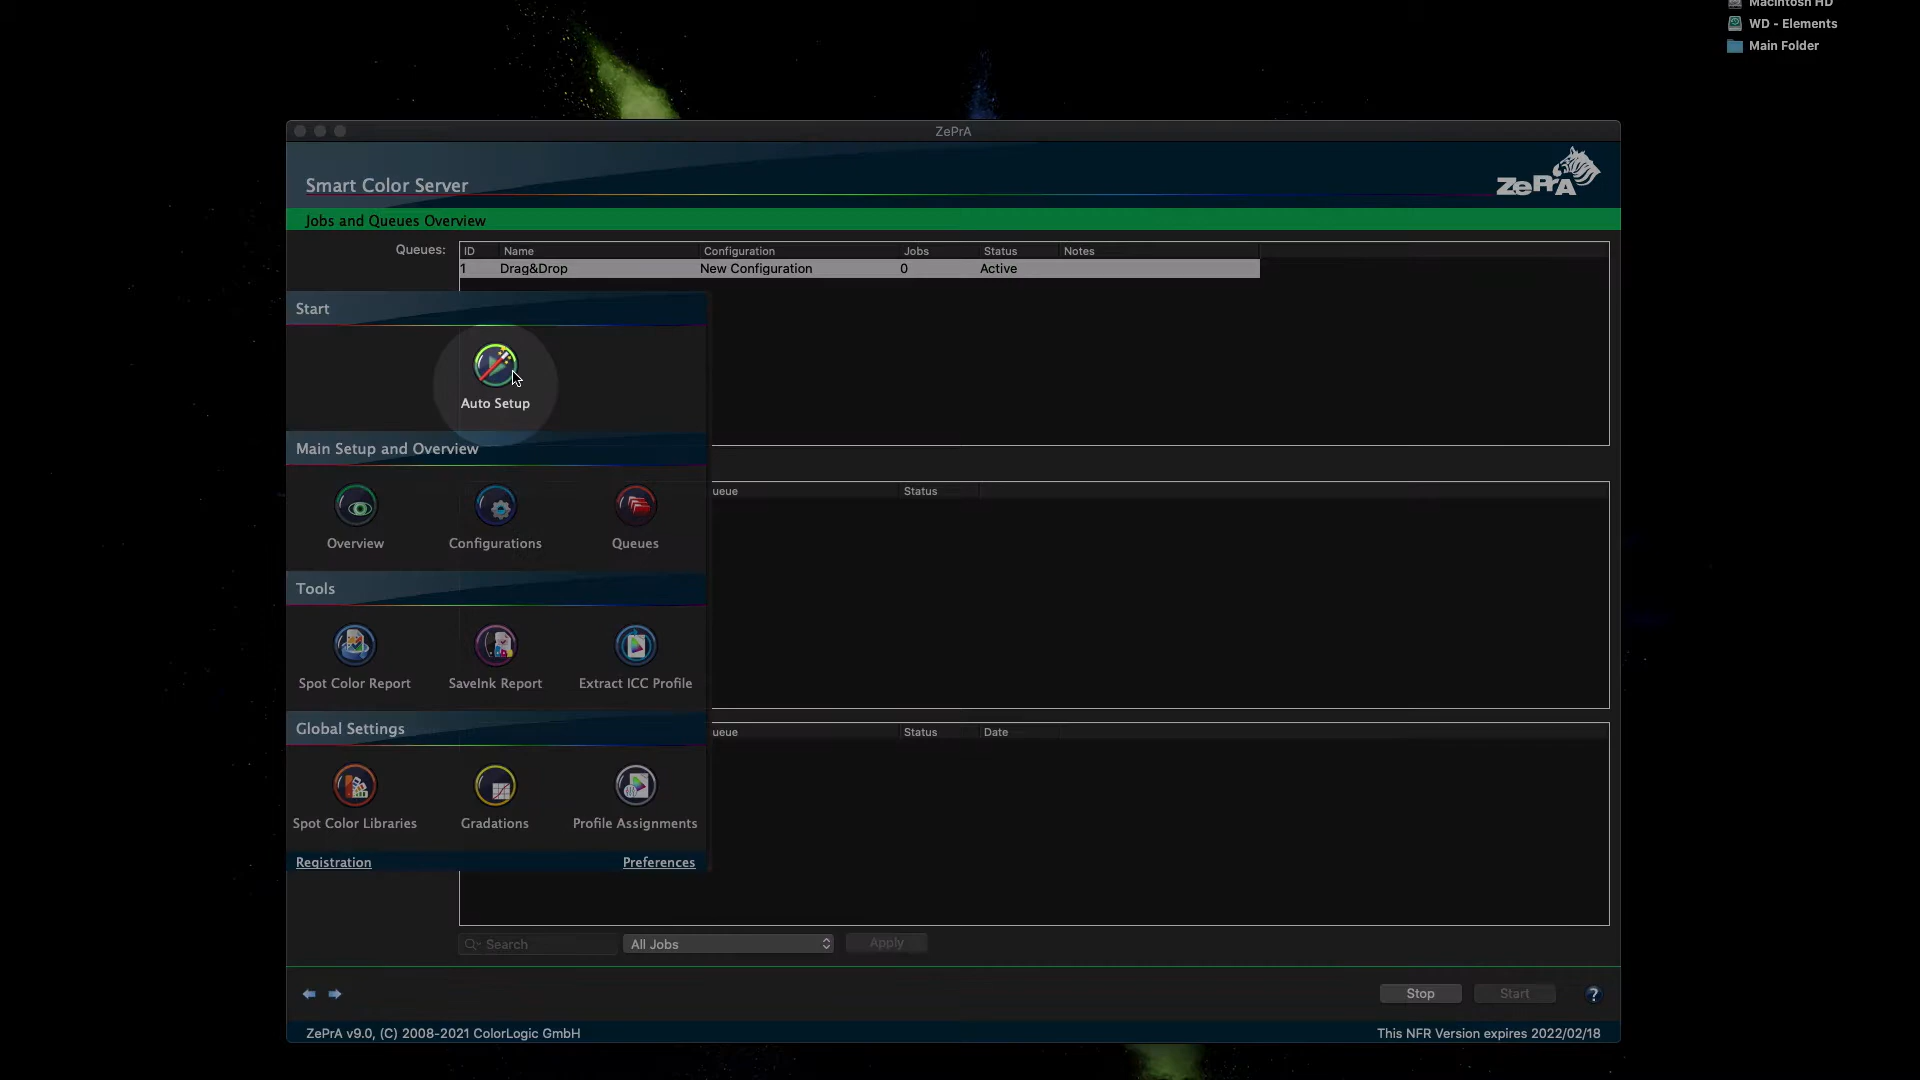 Macintosh HD
WD - Elements
Main Folder
ZePrA
Smart Color Server
ZePrA
Jobs and Queues Overview
Queues:
ID Name Configuration Jobs Status Notes
1 Drag&Drop New Configuration 0 Active
Start
Auto Setup
Main Setup and Overview
ueue Status
Overview Configurations Queues
Tools
Spot Color Report SaveInk Report Extract ICC Profile
Global Settings
ueue Status Date
Spot Color Libraries Gradations Profile Assignments
Registration Preferences
Search All Jobs Apply
Stop Start ?
ZePrA v9.0, (C) 2008-2021 ColorLogic GmbH
This NFR Version expires 2022/02/18